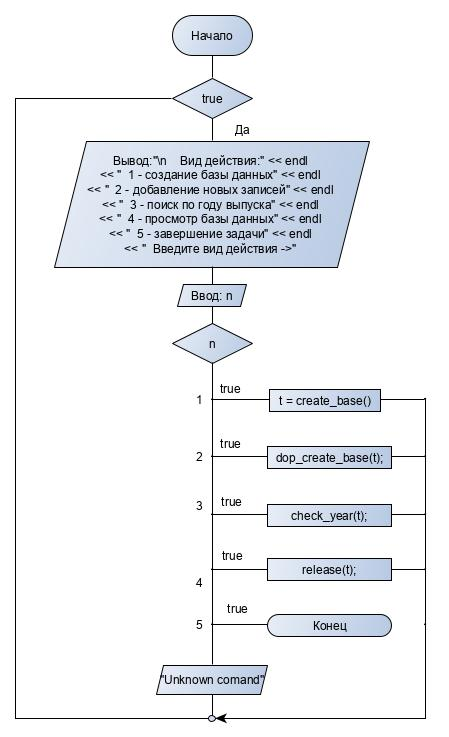 Начало
true
Да
Вывод:"\n    Вид действия:" << endl
<< "  1 - создание базы данных" << endl
<< "  2 - добавление новых записей" << endl
<< "  3 - поиск по году выпуска" << endl
<< "  4 - просмотр базы данных" << endl
<< "  5 - завершение задачи" << endl
<< "  Введите вид действия ->"
Ввод: n
n
1
true
t = create_base()
2
true
dop_create_base(t);
3
true
check_year(t);
4
true
release(t);
5
true
Конец
"Unknown comand"